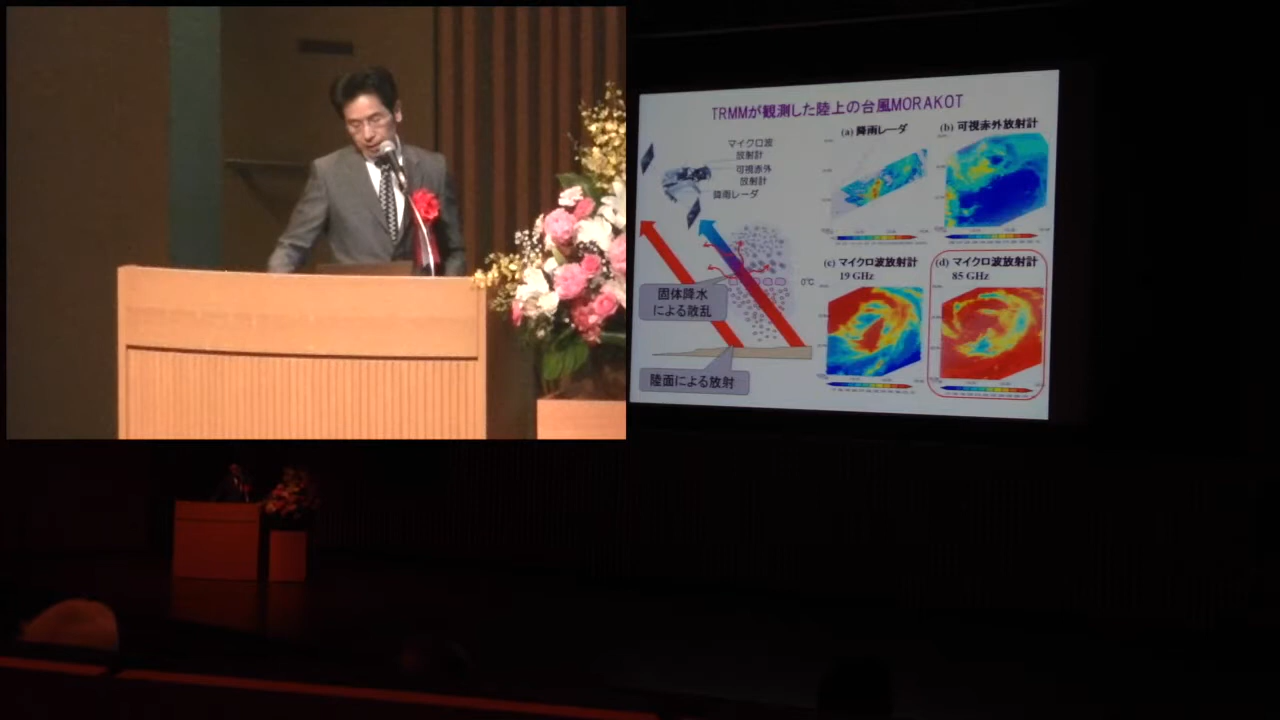 TRMMが観測した陸上の台風MORAKOT
マイクロ波
放射計
可視赤外
放射計
降雨レーダ
(a) 降雨レーダ
(b) 可視赤外放射計
0℃
固体降水
による散乱
陸面による放射
(c) マイクロ波放射計
19 GHz
(d) マイクロ波放射計
85 GHz